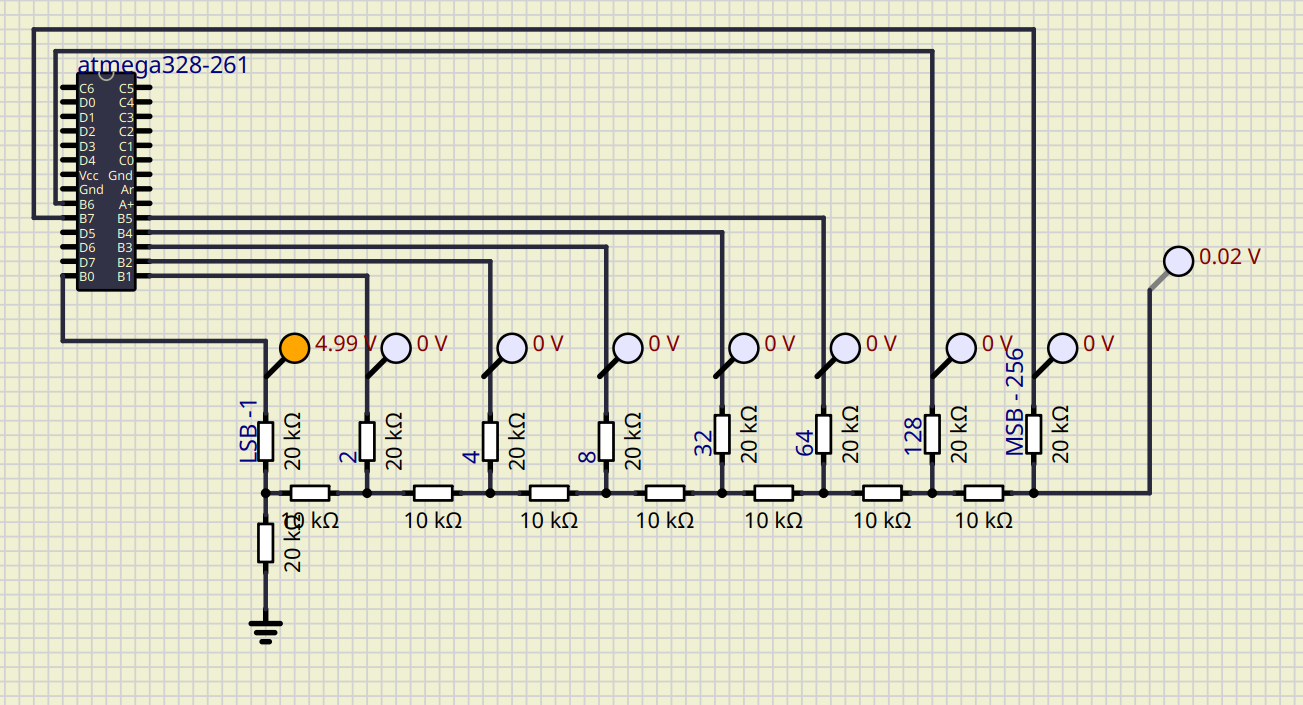 atmega328-261
C6 C5
D0 C4
D1 C3
D2 C2
D3 C1
D4 C0
Vcc Gnd
Gnd Ar
B6 A+
B7 B5
D5 B4
D6 B3
D7 B2
B0 B1
0.02 V
4.99 V
0 V
0 V
0 V
0 V
0 V
0 V
0 V
LSB -1
20 kΩ
2
20 kΩ
4
20 kΩ
8
20 kΩ
32
20 kΩ
64
20 kΩ
128
20 kΩ
MSB - 256
20 kΩ
10 kΩ
10 kΩ
10 kΩ
10 kΩ
10 kΩ
10 kΩ
10 kΩ
20 kΩ